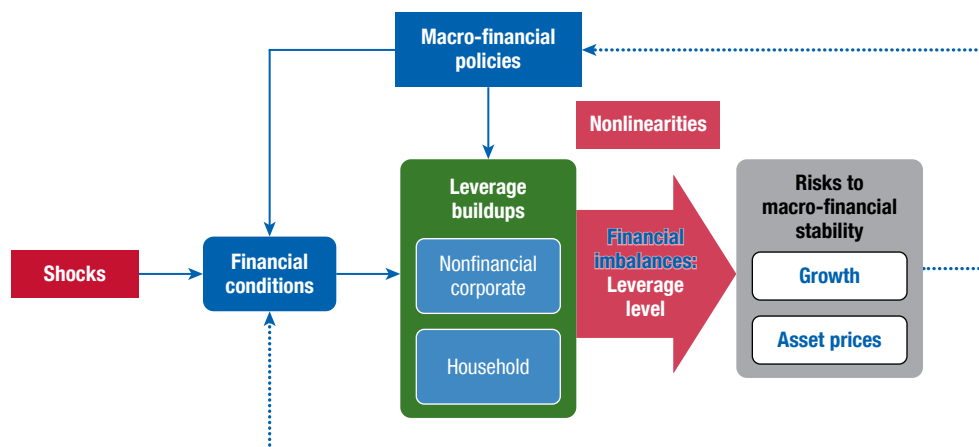 Macro-financial
policies
Nonlinearities
Shocks
Financial
conditions
Leverage
buildups
Nonfinancial
corporate
Household
Financial
imbalances:
Leverage
level
Risks to
macro-financial
stability
Growth
Asset prices